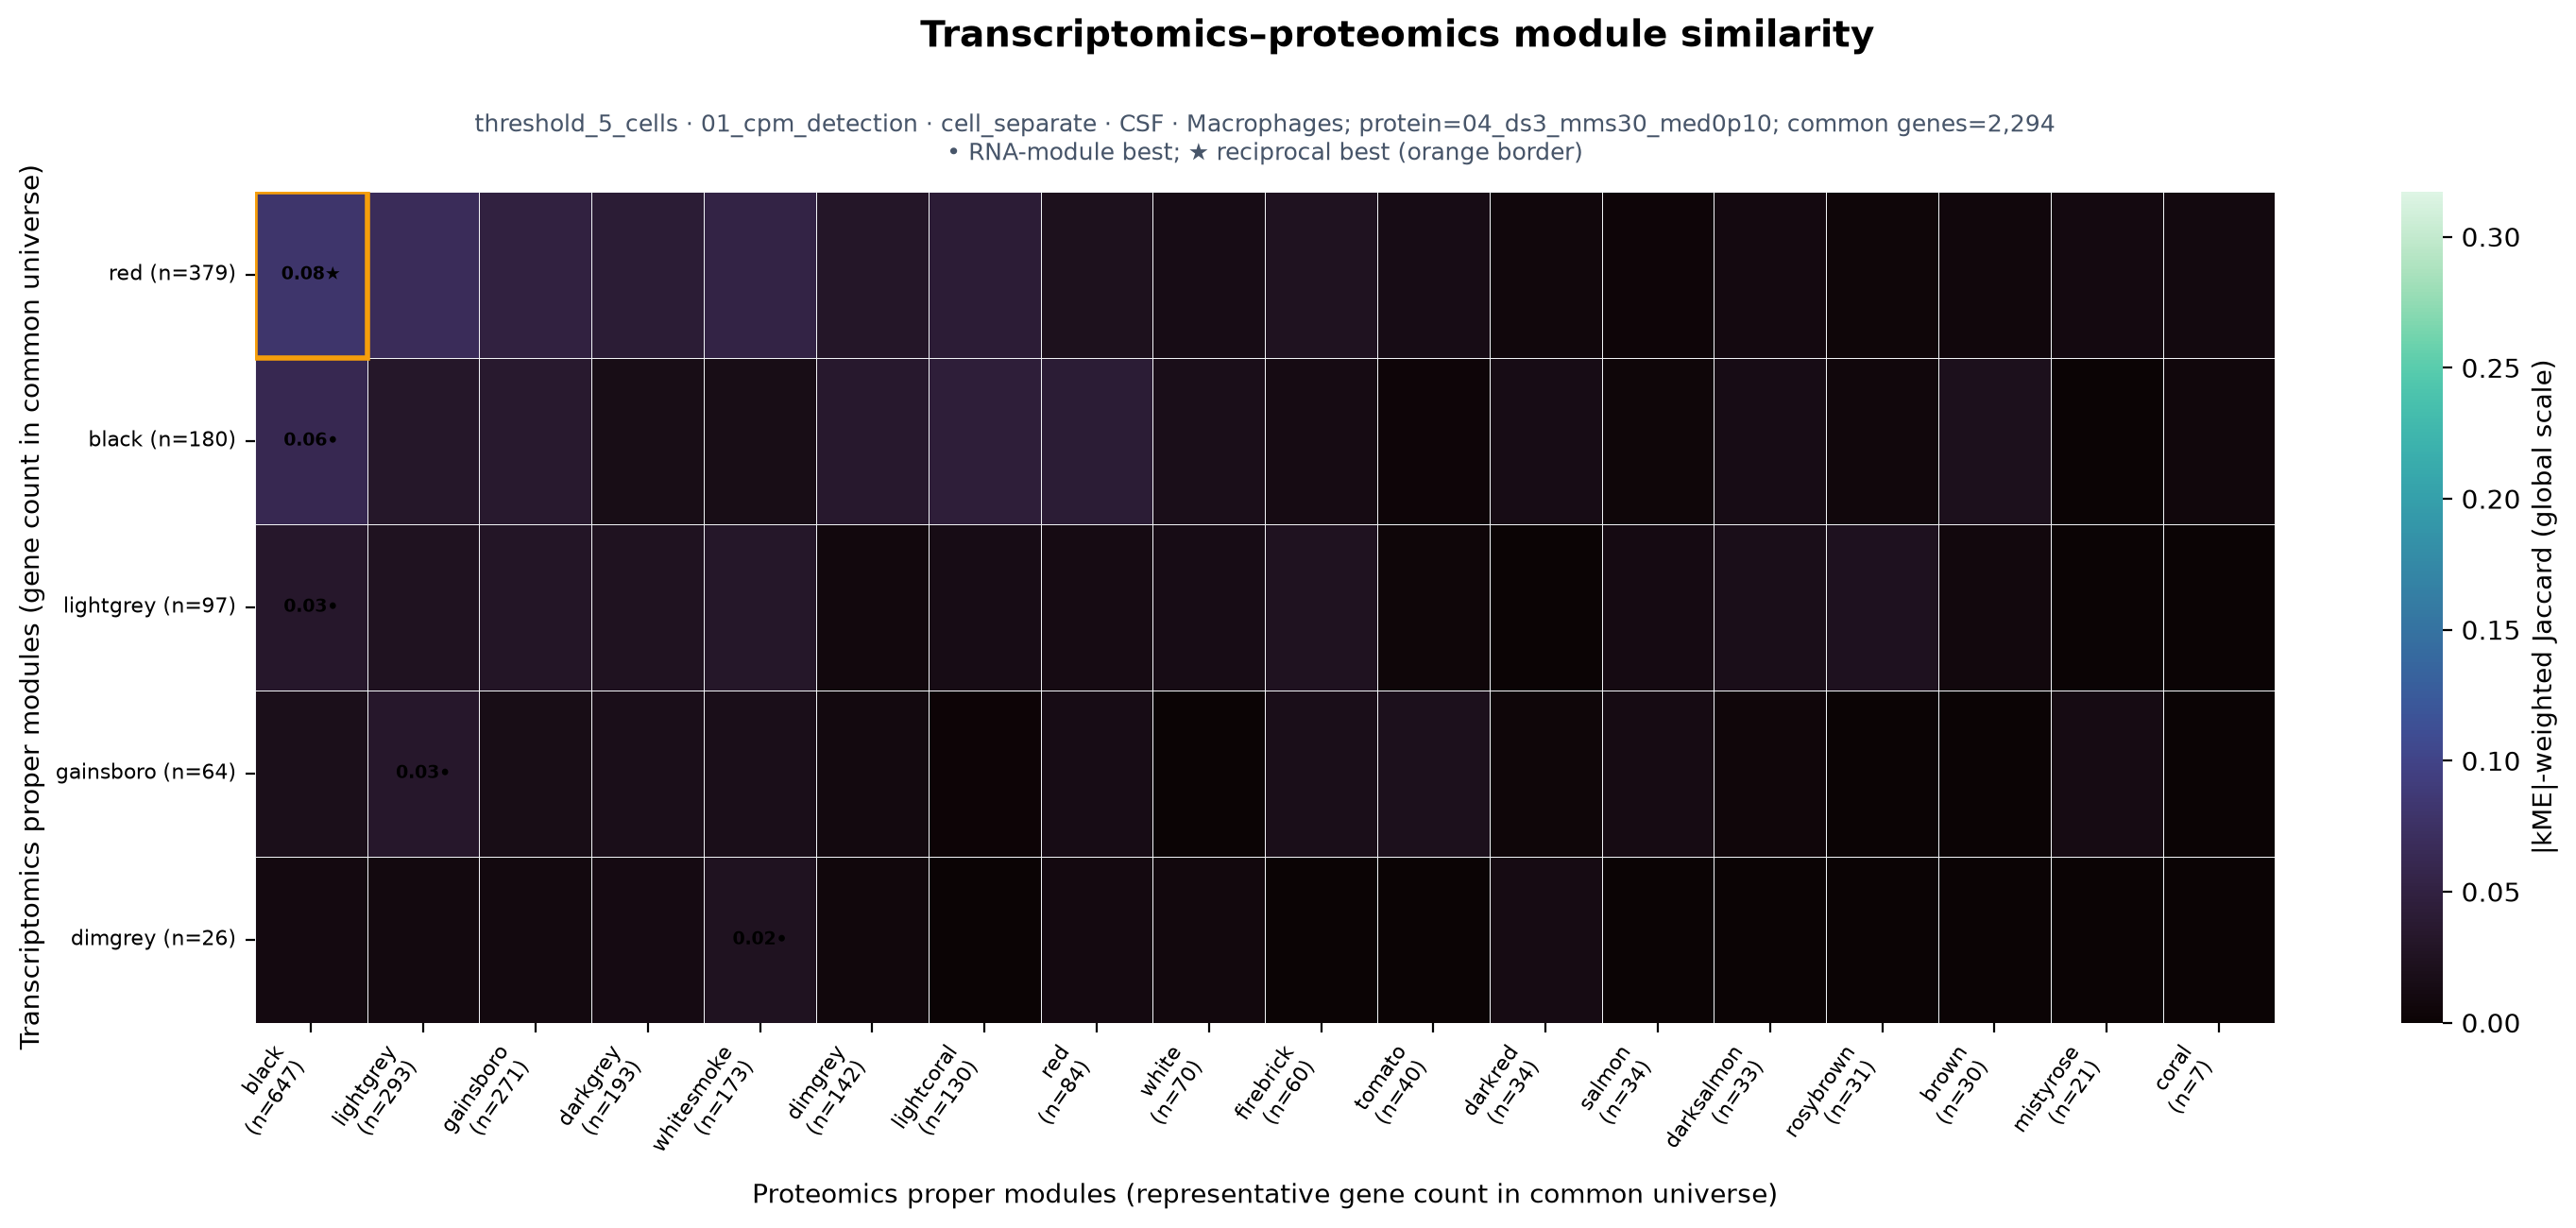 Transcriptomics–proteomics module similarity
threshold_5_cells · 01_cpm_detection · cell_separate · CSF · Macrophages; protein=04_ds3_mms30_med0p10; common genes=2,294
• RNA-module best; ★ reciprocal best (orange border)
Transcriptomics proper modules (gene count in common universe)
red (n=379)
black (n=180)
lightgrey (n=97)
gainsboro (n=64)
dimgrey (n=26)
0.08★
0.06•
0.03•
0.03•
0.02•
black
(n=647)
lightgrey
(n=293)
gainsboro
(n=271)
darkgrey
(n=193)
whitesmoke
(n=173)
dimgrey
(n=142)
lightcoral
(n=130)
red
(n=84)
white
(n=70)
firebrick
(n=60)
tomato
(n=40)
darkred
(n=34)
salmon
(n=34)
darksalmon
(n=33)
rosybrown
(n=31)
brown
(n=30)
mistyrose
(n=21)
coral
(n=7)
Proteomics proper modules (representative gene count in common universe)
0.30
0.25
0.20
0.15
0.10
0.05
0.00
|kME|-weighted Jaccard (global scale)